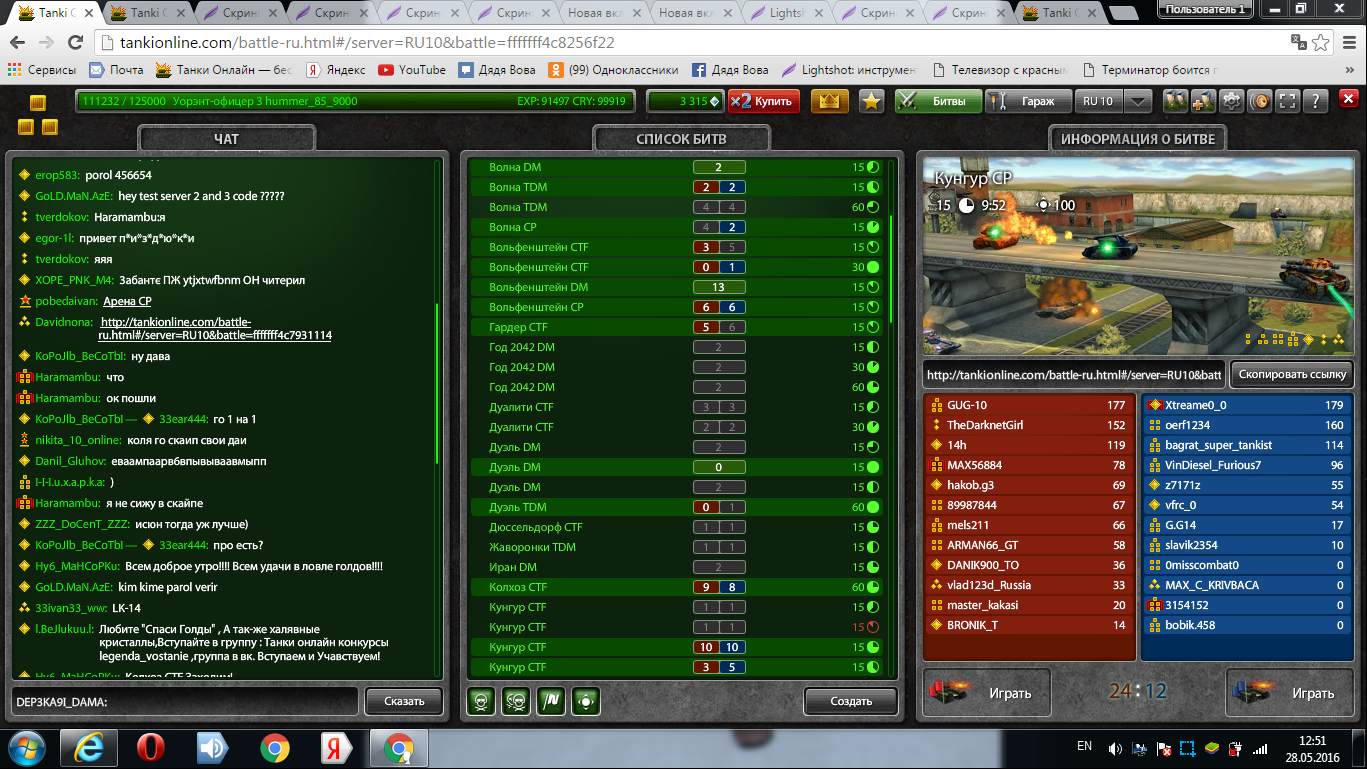 Tanki C
Tanki C
Скрин
Скрин
Скрин
Скрин
Новая вкл
Новая вкл
Lightsh
Скрин
Скрин
Tanki C
Пользователь 1
tankionline.com/battle-ru.html#/server=RU10&battle=fffffff4c8256f22
Сервисы
Почта
Танки Онлайн — бес
Яндекс
YouTube
Дядя Вова
(99) Одноклассники
Дядя Вова
Lightshot: инструмен
Телевизор с красным
Терминатор боится г
»
111232 / 125000 Уорэнт-офицер 3 hummer_85_9000
EXP: 91497 CRY: 99919
3 315
×2 Купить
Битвы
Гараж
RU 10
?
ЧАТ
erop583: porol 456654
GoLD.MaN.AzE: hey test server 2 and 3 code ?????
tverdokov: Haramambu:я
egor-1l: привет п*и*з*д*ю*к*и
tverdokov: яяя
XOPE_PNK_M4: Забанте ПЖ ytjxtwfbnm ОН читерил
pobedaivan: Арена CP
Davidnona: http://tankionline.com/battle-
ru.html#/server=RU10&battle=fffffff4c7931114
KoPoJlb_BeCoTbI: ну дава
Haramambu: что
Haramambu: ок пошли
KoPoJlb_BeCoTbI — 33ear444: го 1 на 1
nikita_10_online: коля го скаип свои даи
Danil_Gluhov: еваампаарвбвпывываавмыпп
I-I-I.u.x.a.p.k.a: )
Haramambu: я не сижу в скайпе
ZZZ_DoCenT_ZZZ: исюн тогда уж лучше)
KoPoJlb_BeCoTbI — 33ear444: про есть?
Hy6_MaHCoPKu: Всем доброе утро!!!! Всем удачи в ловле голдов!!!!
GoLD.MaN.AzE: kim kime parol verir
33ivan33_ww: LK-14
l.BeJlukuu.l: Любите "Спаси Голды" , А так-же халявные
кристаллы,Вступайте в группу : Танки онлайн конкурсы
legenda_vostanie ,группа в вк. Вступаем и Учавствуем!
Hy6_MaHCoPKu: Колхоз CTF Заходим!
DEP3KA9I_DAMA:
Сказать
СПИСОК БИТВ
Волна DM 2 15
Волна TDM 2 2 15
Волна TDM 4 4 60
Волна CP 4 2 15
Вольфенштейн CTF 3 5 15
Вольфенштейн CTF 0 1 30
Вольфенштейн DM 13 15
Вольфенштейн CP 6 6 15
Гардер CTF 5 6 15
Год 2042 DM 2 15
Год 2042 DM 2 30
Год 2042 DM 2 60
Дуалити CTF 3 3 15
Дуалити CTF 2 2 30
Дуэль DM 2 15
Дуэль DM 0 15
Дуэль DM 2 15
Дуэль TDM 0 1 60
Дюссельдорф CTF 1 1 15
Жаворонки TDM 1 1 15
Иран DM 2 15
Колхоз CTF 9 8 60
Кунгур CTF 1 1 15
Кунгур CTF 1 1 15
Кунгур CTF 10 10 15
Кунгур CTF 3 5 15
Создать
ИНФОРМАЦИЯ О БИТВЕ
Кунгур CP
15 9:52 100
http://tankionline.com/battle-ru.html#/server=RU10&batt
Скопировать ссылку
GUG-10 177
TheDarknetGirl 152
14h 119
MAX56884 78
hakob.g3 69
89987844 67
mels211 66
ARMAN66_GT 58
DANIK900_TO 36
vlad123d_Russia 33
master_kakasi 20
BRONIK_T 14
Xtreame0_0 179
oerf1234 160
bagrat_super_tankist 114
VinDiesel_Furious7 96
z7171z 55
vfrc_0 54
G.G14 17
slavik2354 10
0misscombat0 0
MAX_C_KRIVBACA 0
3154152 0
bobik.458 0
Играть
24:12
Играть
EN
12:51
28.05.2016